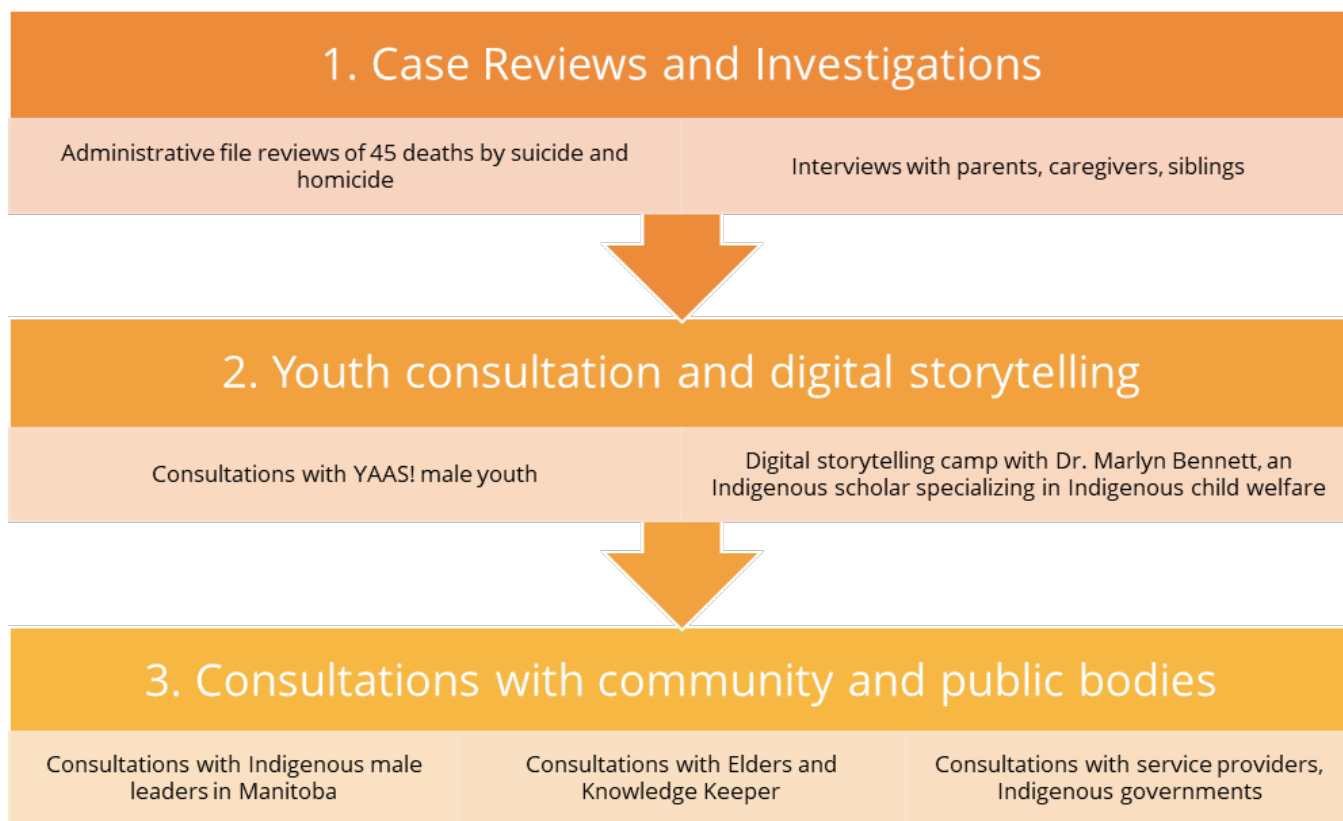 1. Case Reviews and Investigations
Administrative file reviews of 45 deaths by suicide and
homicide
Interviews with parents, caregivers, siblings
2. Youth consultation and digital storytelling
Consultations with YAAS! male youth
Digital storytelling camp with Dr. Marlyn Bennett, an
Indigenous scholar specializing in Indigenous child welfare
3. Consultations with community and public bodies
Consultations with Indigenous male
leaders in Manitoba
Consultations with Elders and
Knowledge Keeper
Consultations with service providers,
Indigenous governments